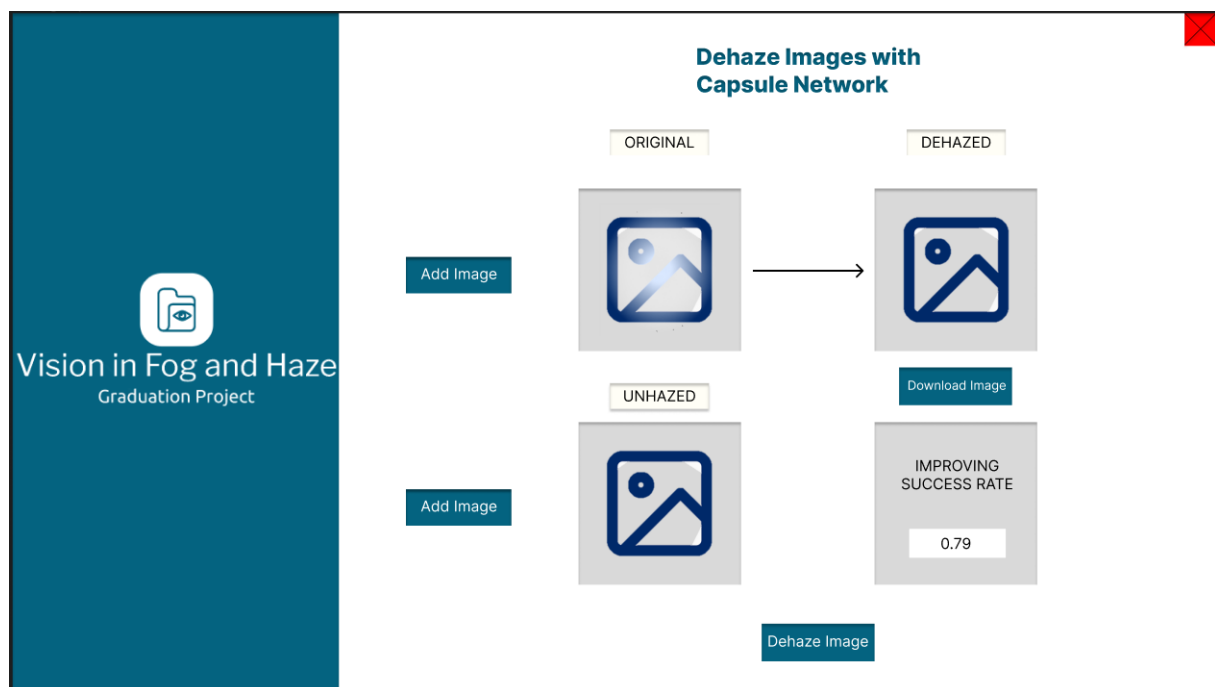 Vision in Fog and Haze
Graduation Project
Dehaze Images with
Capsule Network
ORIGINAL
DEHAZED
Add Image
Download Image
UNHAZED
Add Image
IMPROVING
SUCCESS RATE
0.79
Dehaze Image